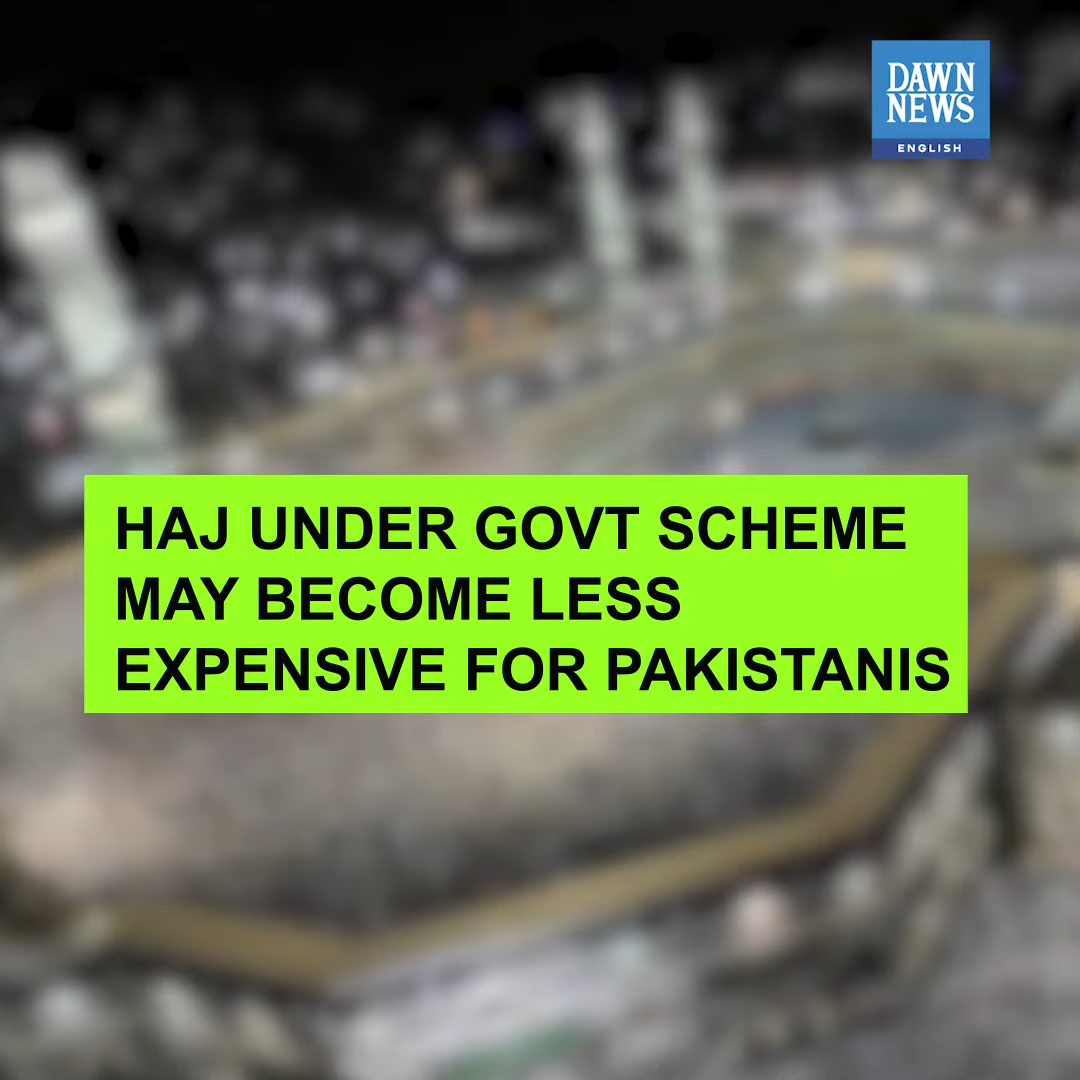 DAWN
NEWS
ENGLISH
HAJ UNDER GOVT SCHEME
MAY BECOME LESS
EXPENSIVE FOR PAKISTANIS